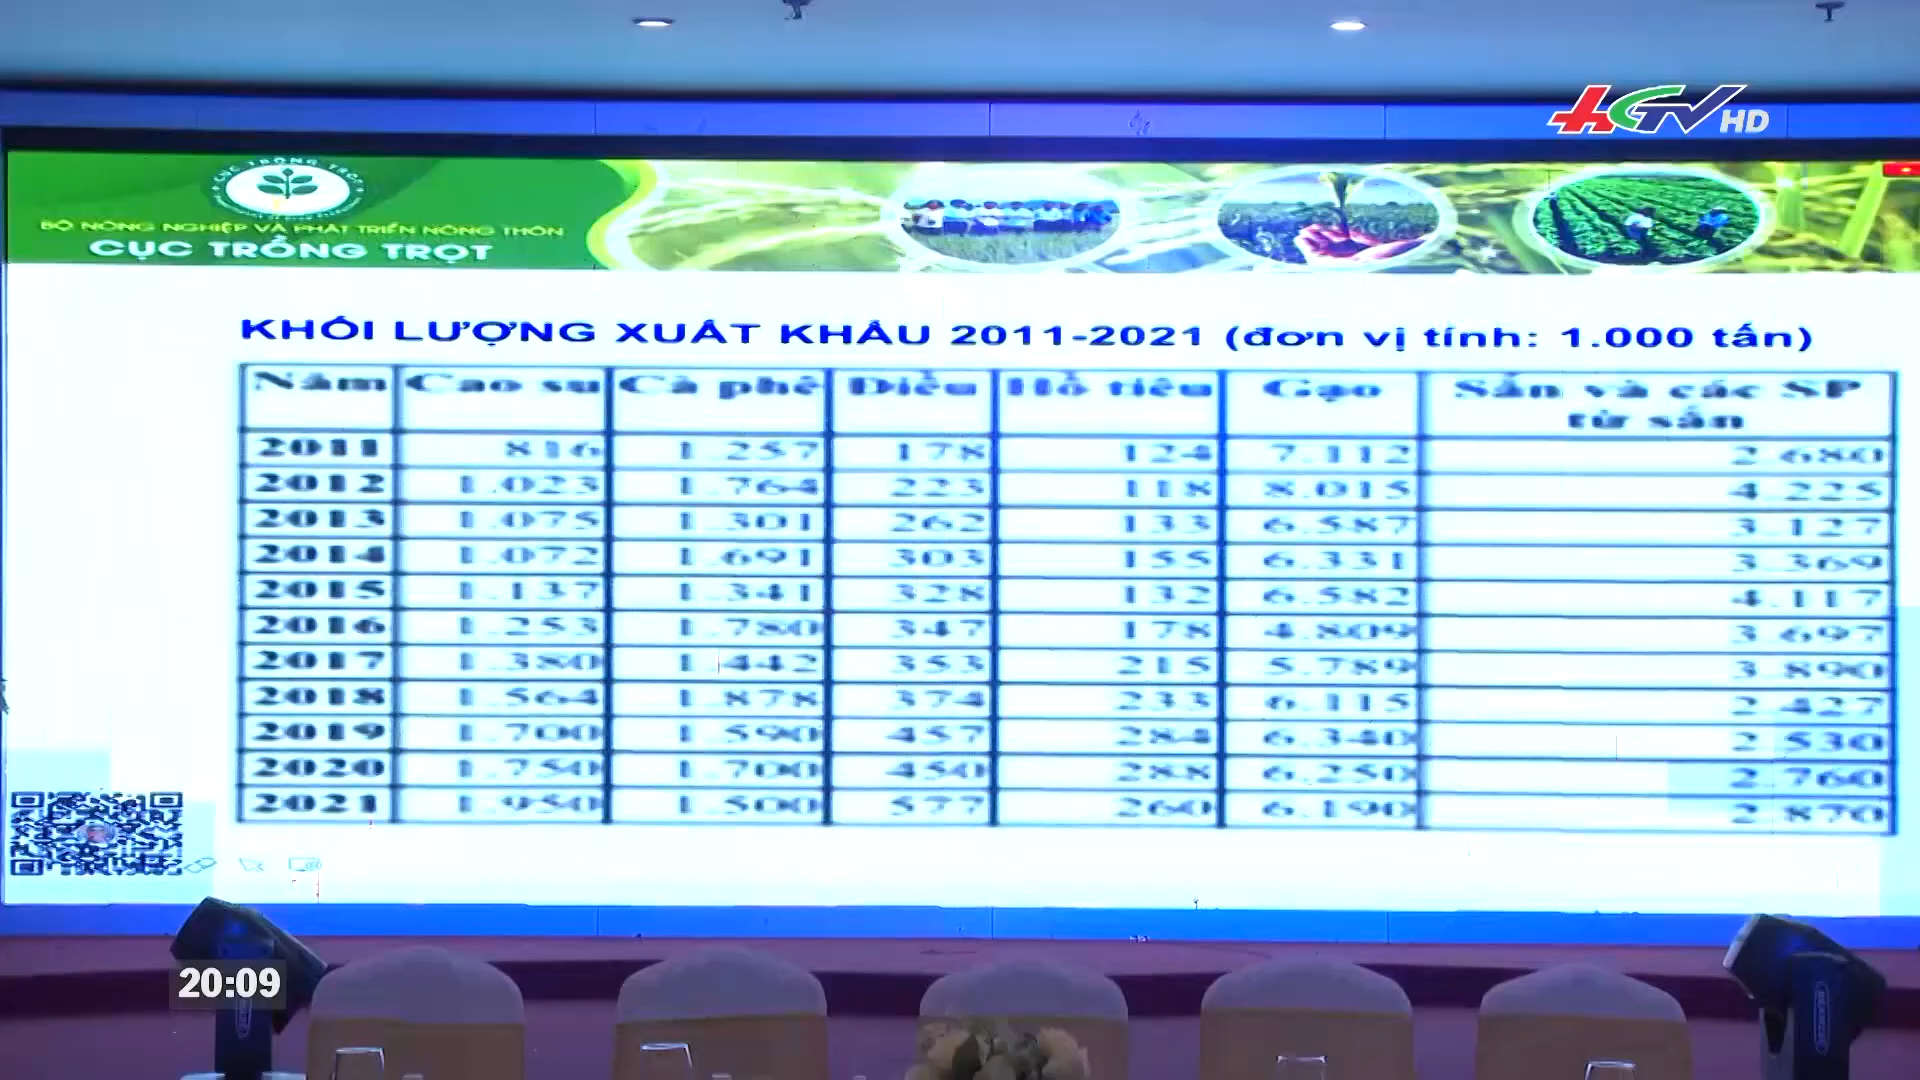 HGTV HD
CỤC TRỒNG TRỌT
BỘ NÔNG NGHIỆP VÀ PHÁT TRIỂN NÔNG THÔN
CỤC TRỒNG TRỌT
KHỐI LƯỢNG XUẤT KHẨU 2011-2021 (đơn vị tính: 1.000 tấn)
Năm Cao su Cà phê Điều Hồ tiêu Gạo Sắn và các SP
từ sắn
2011 816 1.257 178 124 7.112 2.680
2012 1.023 1.764 223 118 8.015 4.225
2013 1.075 1.301 262 133 6.587 3.127
2014 1.072 1.691 303 155 6.331 3.369
2015 1.137 1.341 328 132 6.582 4.117
2016 1.253 1.780 347 178 4.809 3.697
2017 1.380 1.442 353 215 5.789 3.890
2018 1.564 1.878 374 233 6.115 2.427
2019 1.700 1.590 457 284 6.340 2.530
2020 1.750 1.700 450 288 6.250 2.760
2021 1.950 1.500 577 260 6.190 2.870
20:09